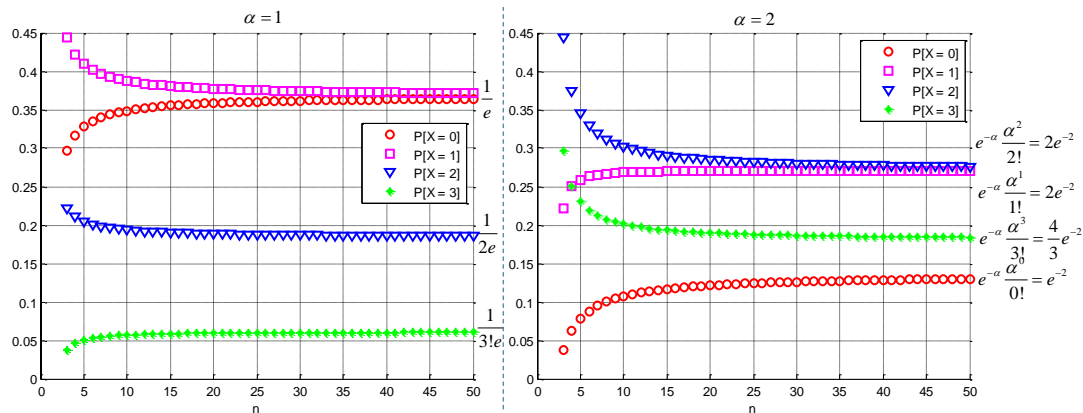 α = 1
0.45
0.4
0.35
0.3
0.25
0.2
0.15
0.1
0.05
0
0 5 10 15 20 25 30 35 40 45 50
n
P[X = 0]
P[X = 1]
P[X = 2]
P[X = 3]
1/e
1/2e
1/3!e
α = 2
0.45
0.4
0.35
0.3
0.25
0.2
0.15
0.1
0.05
0
0 5 10 15 20 25 30 35 40 45 50
n
P[X = 0]
P[X = 1]
P[X = 2]
P[X = 3]
e^{-α} α^2/2! = 2e^{-2}
e^{-α} α^1/1! = 2e^{-2}
e^{-α} α^3/3! = 4/3 e^{-2}
e^{-α} α^0/0! = e^{-2}